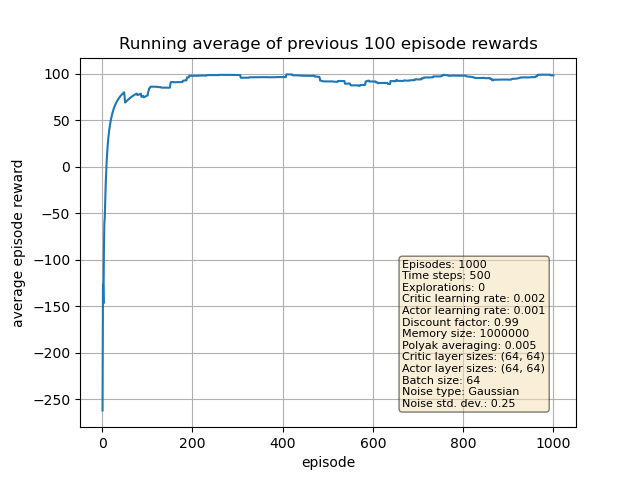 Running average of previous 100 episode rewards
100
50
0
−50
−100
−150
−200
−250
average episode reward
Episodes: 1000
Time steps: 500
Explorations: 0
Critic learning rate: 0.002
Actor learning rate: 0.001
Discount factor: 0.99
Memory size: 1000000
Polyak averaging: 0.005
Critic layer sizes: (64, 64)
Actor layer sizes: (64, 64)
Batch size: 64
Noise type: Gaussian
Noise std. dev.: 0.25
0 200 400 600 800 1000
episode